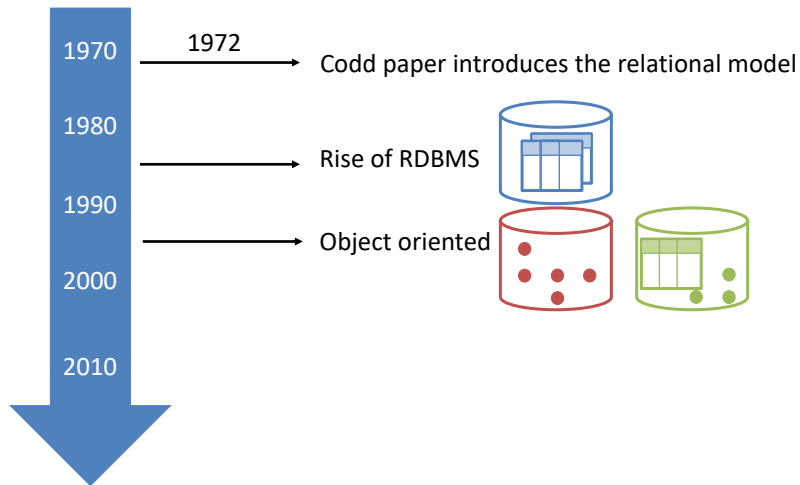 1970
1972
Codd paper introduces the relational model
1980
Rise of RDBMS
1990
Object oriented
2000
2010